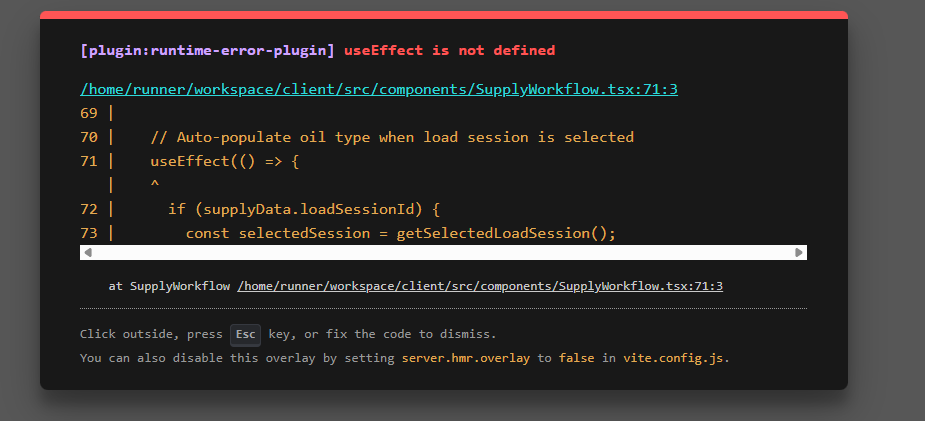 [plugin:runtime-error-plugin] useEffect is not defined
/home/runner/workspace/client/src/components/SupplyWorkflow.tsx:71:3
69 |
70 |    // Auto-populate oil type when load session is selected
71 |    useEffect(() => {
   |    ^
72 |      if (supplyData.loadSessionId) {
73 |        const selectedSession = getSelectedLoadSession();
at SupplyWorkflow /home/runner/workspace/client/src/components/SupplyWorkflow.tsx:71:3
Click outside, press Esc key, or fix the code to dismiss.
You can also disable this overlay by setting server.hmr.overlay to false in vite.config.js.